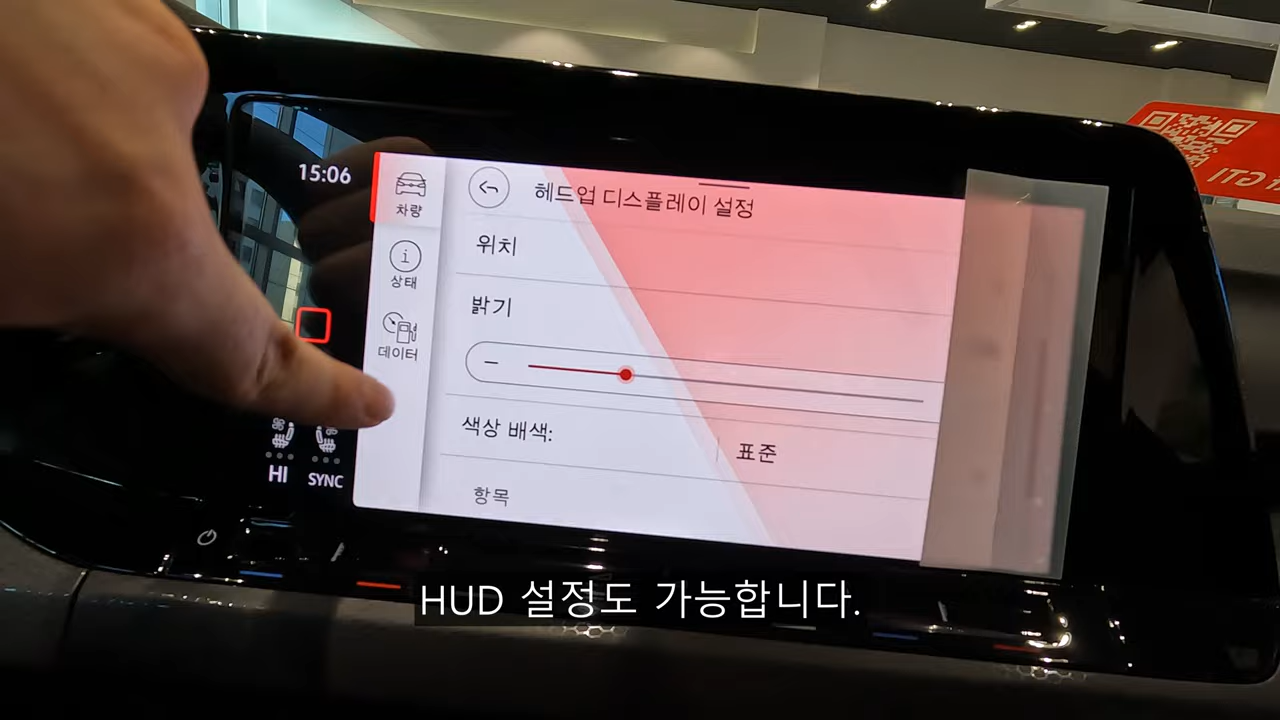 15:06
차량
상태
데이터
HI
SYNC
헤드업 디스플레이 설정
위치
밝기
색상 배색:
표준
항목
GTI
HUD 설정도 가능합니다.